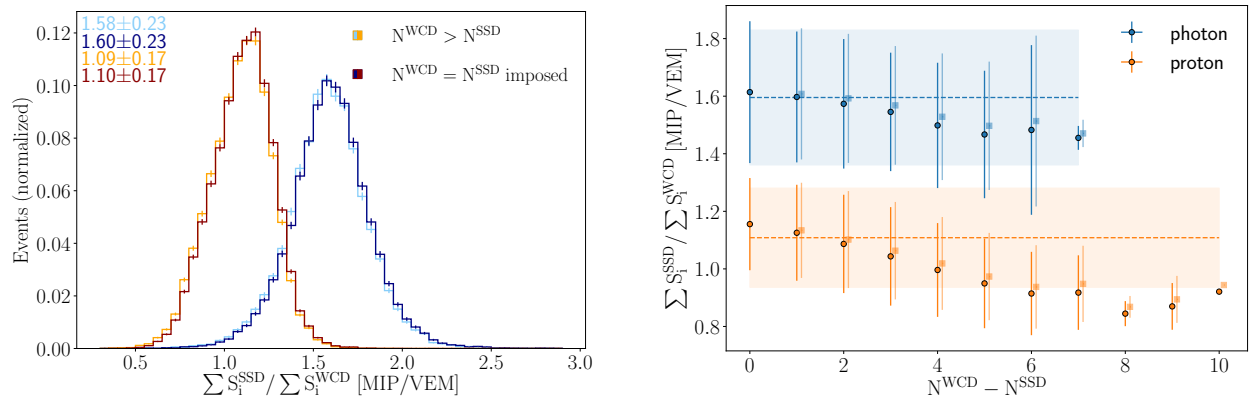 1.58±0.23
1.60±0.23
1.09±0.17
1.10±0.17
N^WCD > N^SSD
N^WCD = N^SSD imposed
Events (normalized)
0.12
0.10
0.08
0.06
0.04
0.02
0.00
0.5 1.0 1.5 2.0 2.5 3.0
∑ S_i^SSD / ∑ S_i^WCD [MIP/VEM]
photon
proton
∑ S_i^SSD / ∑ S_i^WCD [MIP/VEM]
1.8
1.6
1.4
1.2
1.0
0.8
0 2 4 6 8 10
N^WCD − N^SSD